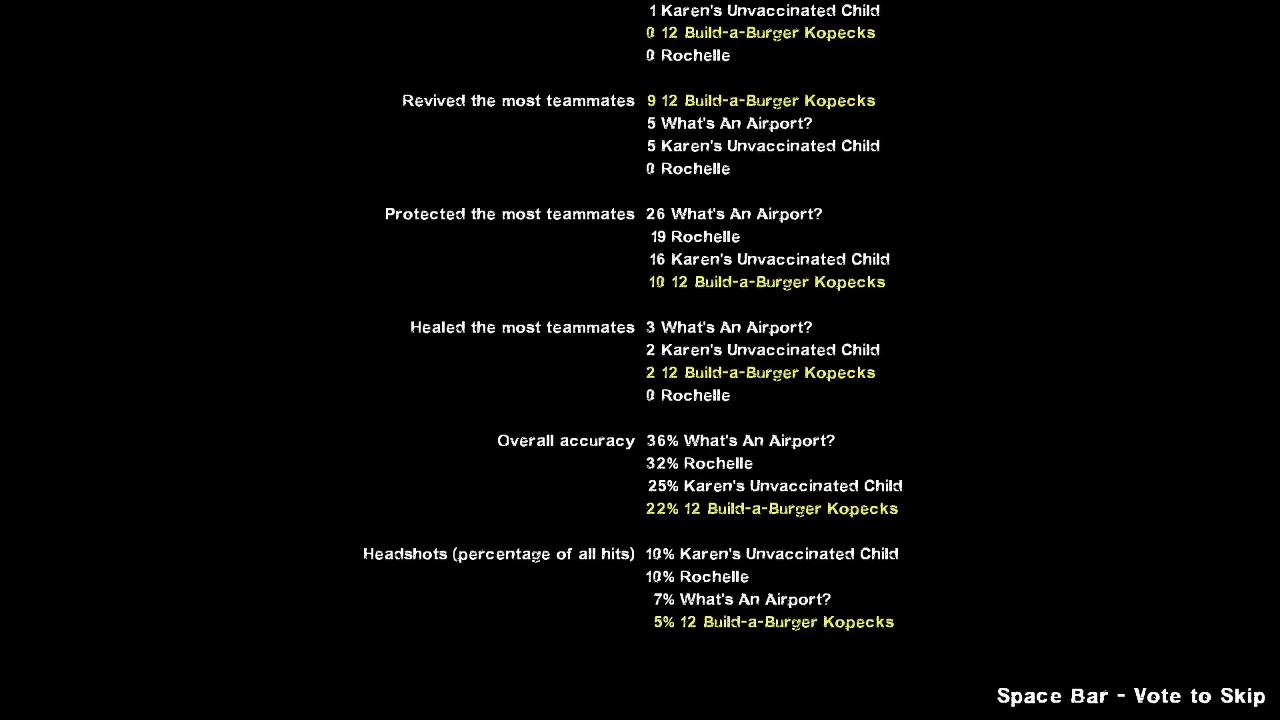 1 Karen's Unvaccinated Child
0 12 Build-a-Burger Kopecks
0 Rochelle
Revived the most teammates 9 12 Build-a-Burger Kopecks
5 What's An Airport?
5 Karen's Unvaccinated Child
0 Rochelle
Protected the most teammates 26 What's An Airport?
19 Rochelle
16 Karen's Unvaccinated Child
10 12 Build-a-Burger Kopecks
Healed the most teammates 3 What's An Airport?
2 Karen's Unvaccinated Child
2 12 Build-a-Burger Kopecks
0 Rochelle
Overall accuracy 36% What's An Airport?
32% Rochelle
25% Karen's Unvaccinated Child
22% 12 Build-a-Burger Kopecks
Headshots (percentage of all hits) 10% Karen's Unvaccinated Child
10% Rochelle
7% What's An Airport?
5% 12 Build-a-Burger Kopecks
Space Bar - Vote to Skip